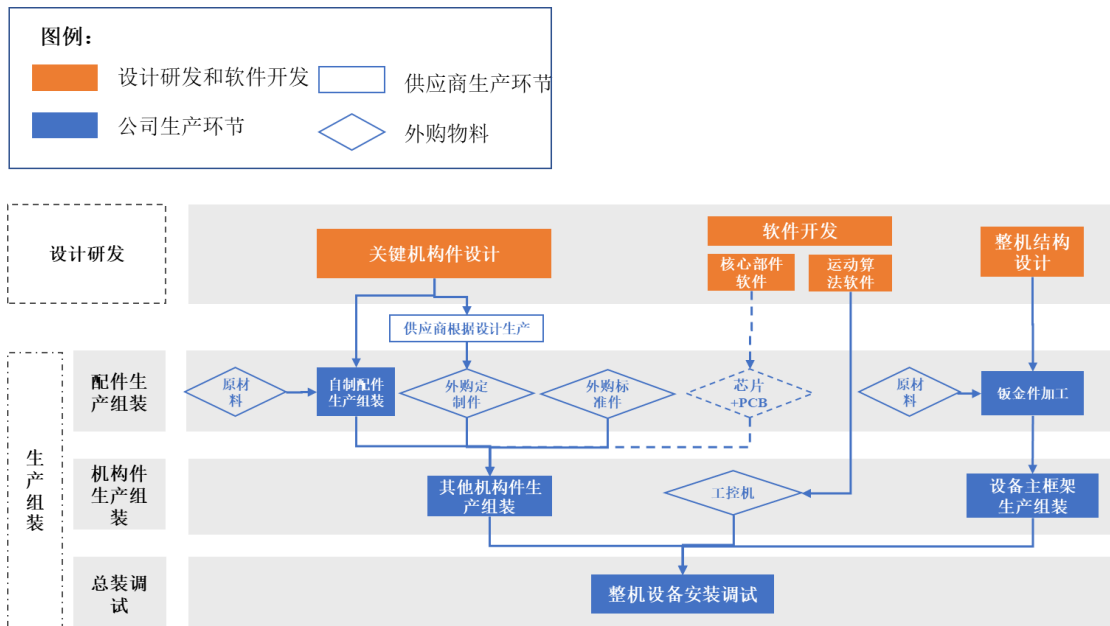 图例：
设计研发和软件开发
供应商生产环节
公司生产环节
外购物料
设计研发
关键机构件设计
软件开发
核心部件
软件
运动算
法软件
整机结构
设计
供应商根据设计生产
生产组装
配件生
产组装
原材
料
自制配件
生产组装
外购定
制件
外购标
准件
芯片
+PCB
原材
料
钣金件加工
机构件
生产组
装
其他机构件生
产组装
工控机
设备主框架
生产组装
总装调
试
整机设备安装调试